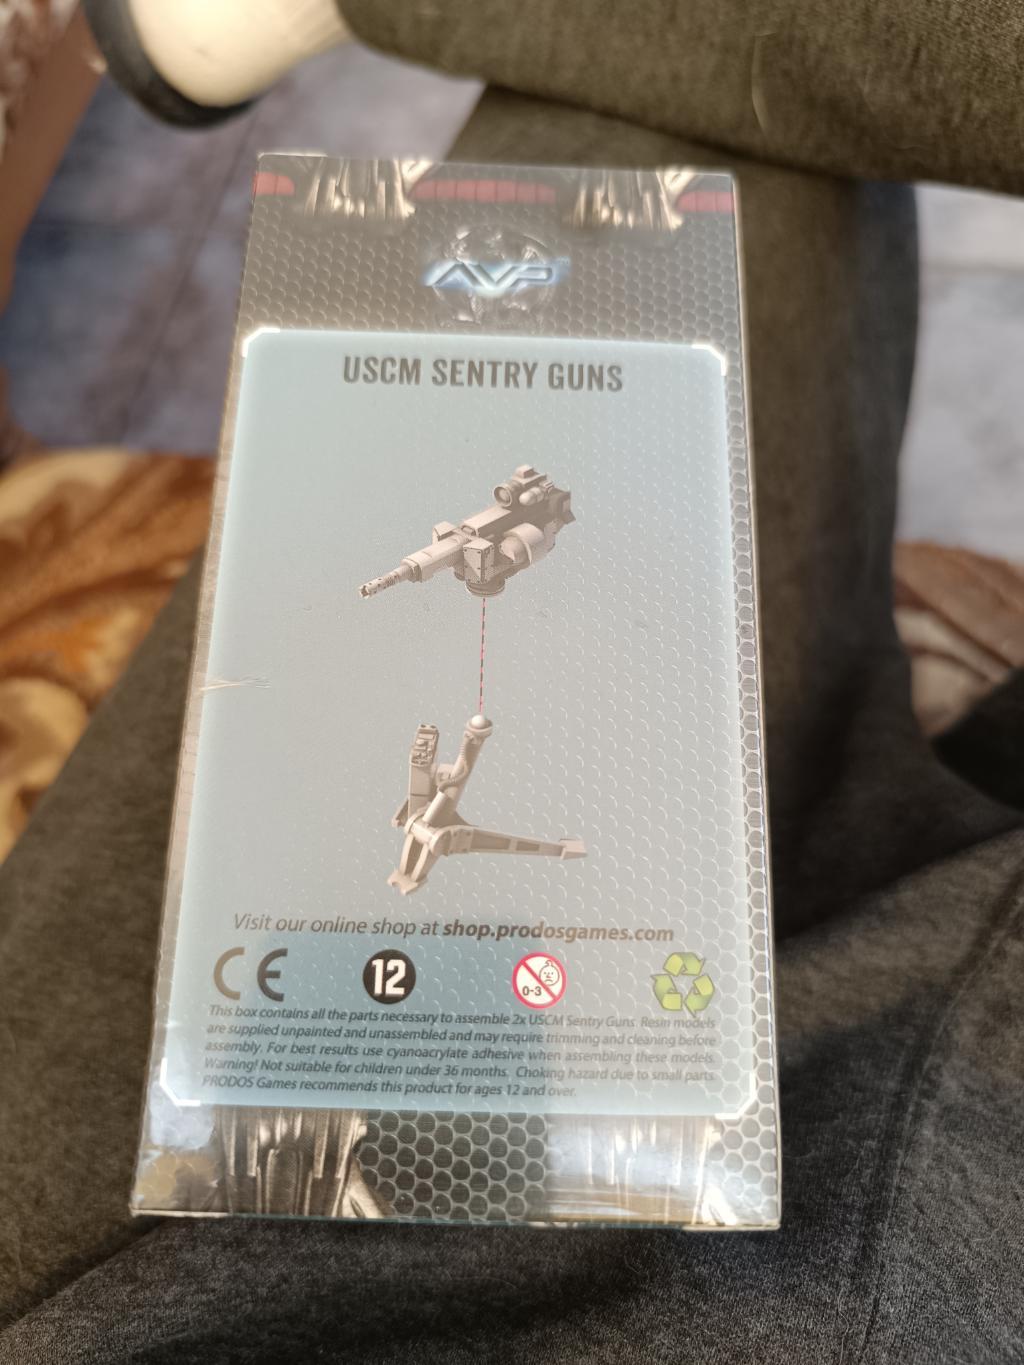 AVP
USCM SENTRY GUNS
Visit our online shop at shop.prodosgames.com
CE
12
0-3
This box contains all the parts necessary to assemble 2x USCM Sentry Guns. Resin models
are supplied unpainted and unassembled and may require trimming and cleaning before
assembly. For best results use cyanoacrylate adhesive when assembling these models.
Warning! Not suitable for children under 36 months. Choking hazard due to small parts.
PRODOS Games recommends this product for ages 12 and over.